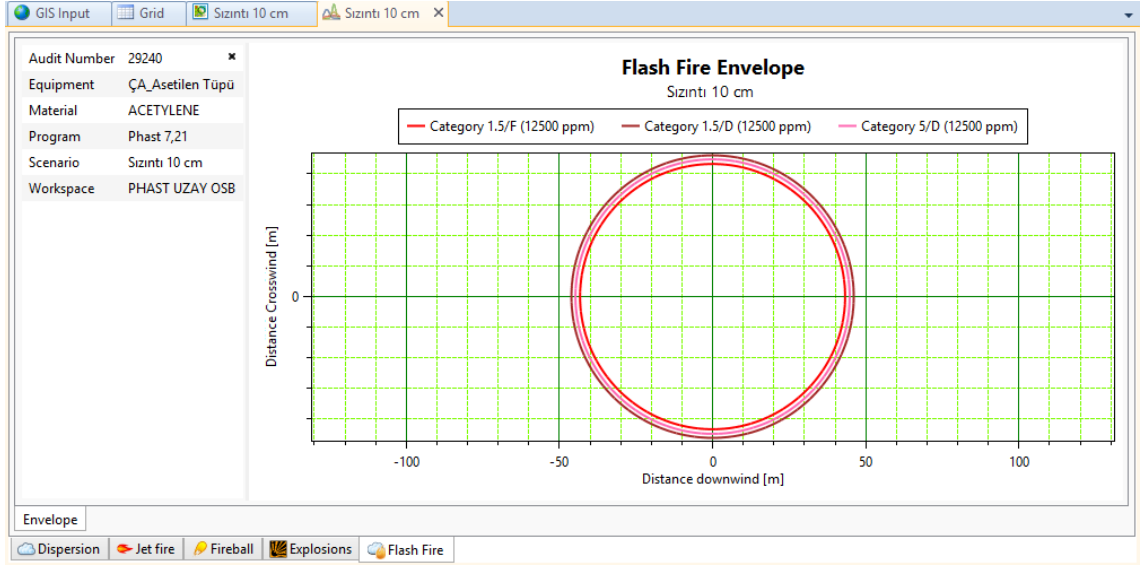 GIS Input Grid Sızıntı 10 cm Sızıntı 10 cm
Audit Number 29240
Equipment ÇA_Asetilen Tüpü
Material ACETYLENE
Program Phast 7,21
Scenario Sızıntı 10 cm
Workspace PHAST UZAY OSB
Flash Fire Envelope
Sızıntı 10 cm
Category 1.5/F (12500 ppm) Category 1.5/D (12500 ppm) Category 5/D (12500 ppm)
Distance Crosswind [m]
0
-100 -50 0 50 100
Distance downwind [m]
Envelope
Dispersion Jet fire Fireball Explosions Flash Fire